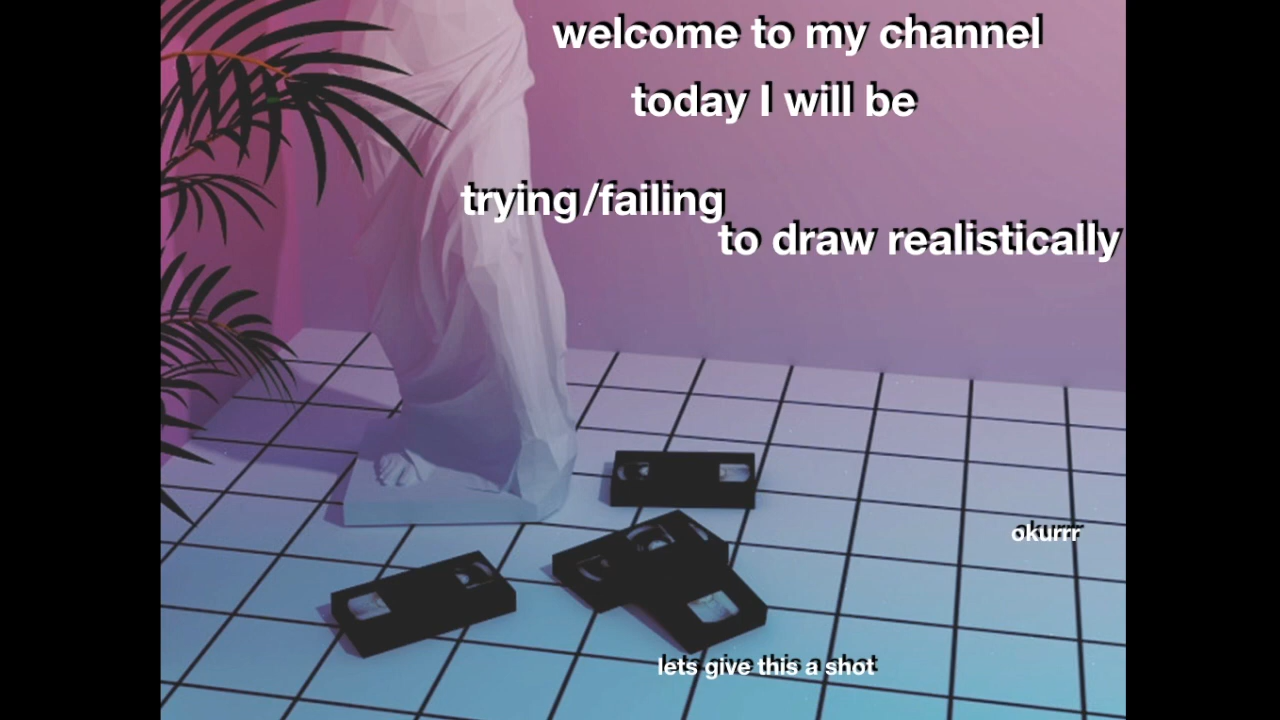 welcome to my channel
today I will be
trying/failing
to draw realistically
okurrr
lets give this a shot